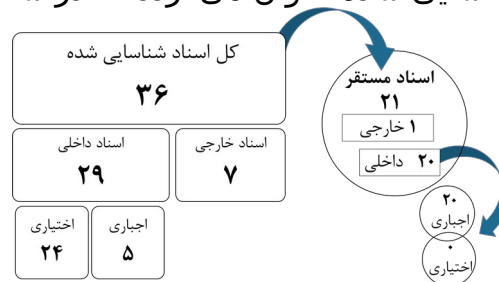 کل اسناد شناسایی شده
۳۶
اسناد خارجی
۷
اسناد داخلی
۲۹
اجباری
۵
اختیاری
۲۴
اسناد مستقر
۲۱
۱ خارجی
۲۰ داخلی
۲۰
اجباری
۰
اختیاری